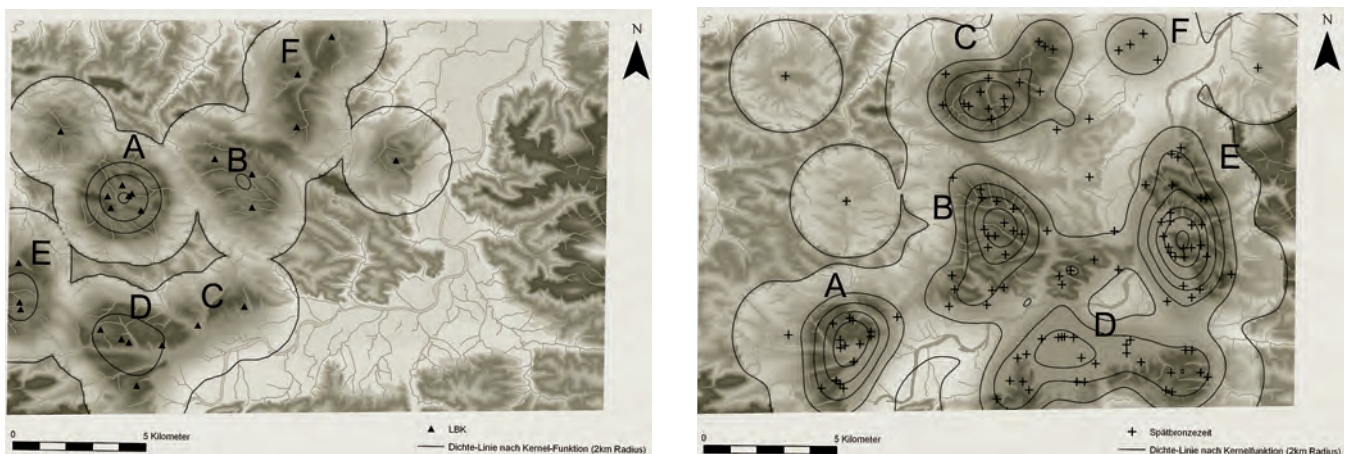 N
F
A
B
E
D
C
0
5 Kilometer
LBK
Dichte-Linie nach Kernel-Funktion (2km Radius)
N
C
F
E
B
A
D
0
5 Kilometer
Spätbronzezeit
Dichte-Linie nach Kernelfunktion (2km Radius)